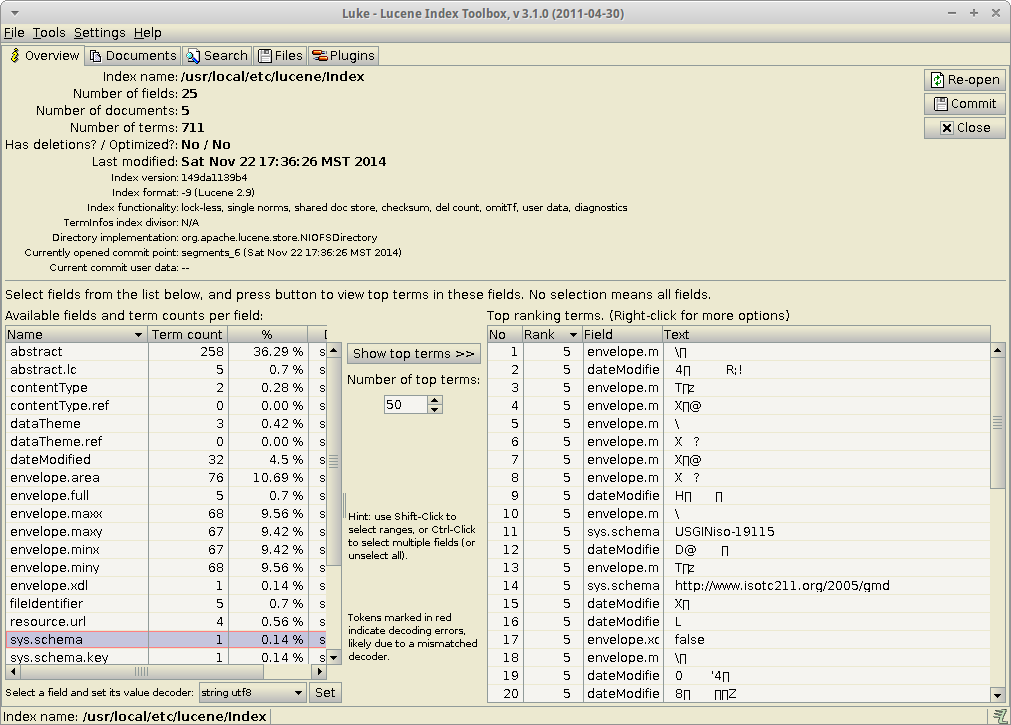 Luke - Lucene Index Toolbox, v 3.1.0 (2011-04-30)
File Tools Settings Help
Overview Documents Search Files Plugins
Index name: /usr/local/etc/lucene/Index
Number of fields: 25
Number of documents: 5
Number of terms: 711
Has deletions? / Optimized?: No / No
Last modified: Sat Nov 22 17:36:26 MST 2014
Index version: 149da1139b4
Index format: -9 (Lucene 2.9)
Index functionality: lock-less, single norms, shared doc store, checksum, del count, omitTf, user data, diagnostics
TermInfos index divisor: N/A
Directory implementation: org.apache.lucene.store.NIOFSDirectory
Currently opened commit point: segments_6 (Sat Nov 22 17:36:26 MST 2014)
Current commit user data: --
Re-open
Commit
Close
Select fields from the list below, and press button to view top terms in these fields. No selection means all fields.
Available fields and term counts per field:
Name Term count %
abstract 258 36.29 % s
abstract.lc 5 0.7 % s
contentType 2 0.28 % s
contentType.ref 0 0.00 % s
dataTheme 3 0.42 % s
dataTheme.ref 0 0.00 % s
dateModified 32 4.5 % s
envelope.area 76 10.69 % s
envelope.full 5 0.7 % s
envelope.maxx 68 9.56 % s
envelope.maxy 67 9.42 % s
envelope.minx 67 9.42 % s
envelope.miny 68 9.56 % s
envelope.xdl 1 0.14 % s
fileIdentifier 5 0.7 % s
resource.url 4 0.56 % s
sys.schema 1 0.14 % s
sys.schema.key 1 0.14 % s
Select a field and set its value decoder: string utf8 Set
Show top terms >>
Number of top terms:
50
Hint: use Shift-Click to
select ranges, or Ctrl-Click
to select multiple fields (or
unselect all).
Tokens marked in red
indicate decoding errors,
likely due to a mismatched
decoder.
Top ranking terms. (Right-click for more options)
No Rank Field Text
1 5 envelope.m \
2 5 dateModifie 4 R;!
3 5 envelope.m T z
4 5 envelope.m X @
5 5 envelope.m \
6 5 envelope.m X ?
7 5 envelope.m X @
8 5 envelope.m X ?
9 5 dateModifie H
10 5 envelope.m \
11 5 sys.schema USGINiso-19115
12 5 dateModifie D@
13 5 envelope.m T z
14 5 sys.schema http://www.isotc211.org/2005/gmd
15 5 dateModifie X
16 5 dateModifie L
17 5 envelope.xc false
18 5 envelope.m \
19 5 dateModifie 0 '4
20 5 dateModifie 8 Z
Index name: /usr/local/etc/lucene/Index